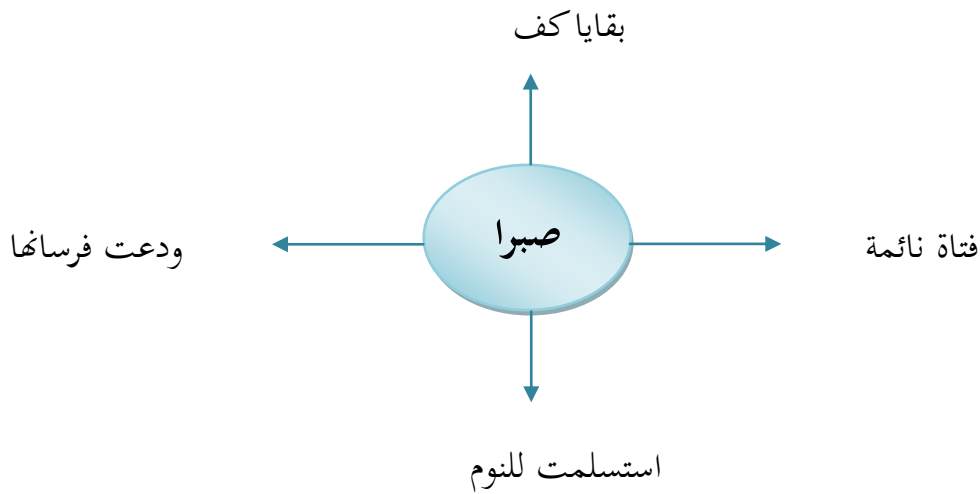 بقايا كف
صبرا
فتاة نائمة
ودعت فرسانها
استسلمت للنوم